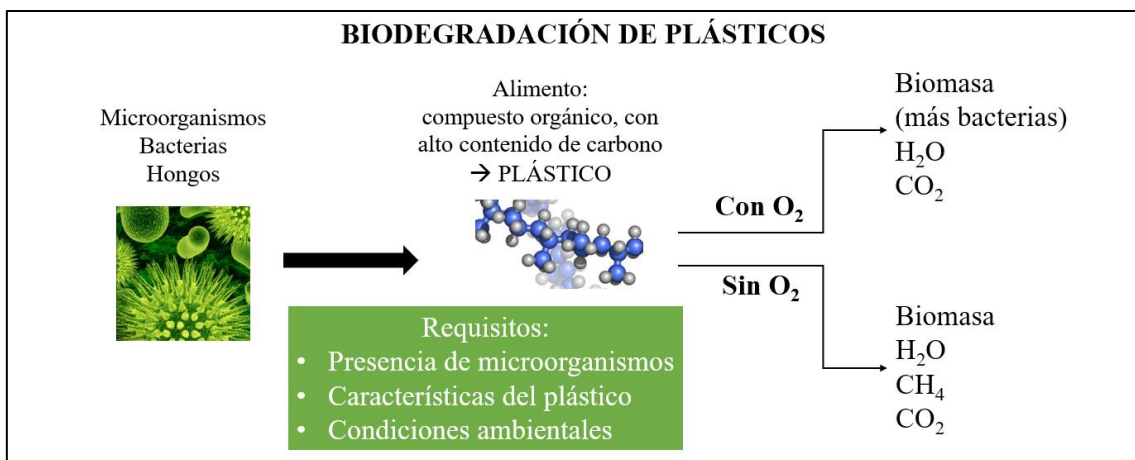 BIODEGRADACIÓN DE PLÁSTICOS
Microorganismos
Bacterias
Hongos
Alimento:
compuesto orgánico, con
alto contenido de carbono
→ PLÁSTICO
Requisitos:
• Presencia de microorganismos
• Características del plástico
• Condiciones ambientales
Con O₂
Biomasa
(más bacterias)
H₂O
CO₂
Sin O₂
Biomasa
H₂O
CH₄
CO₂